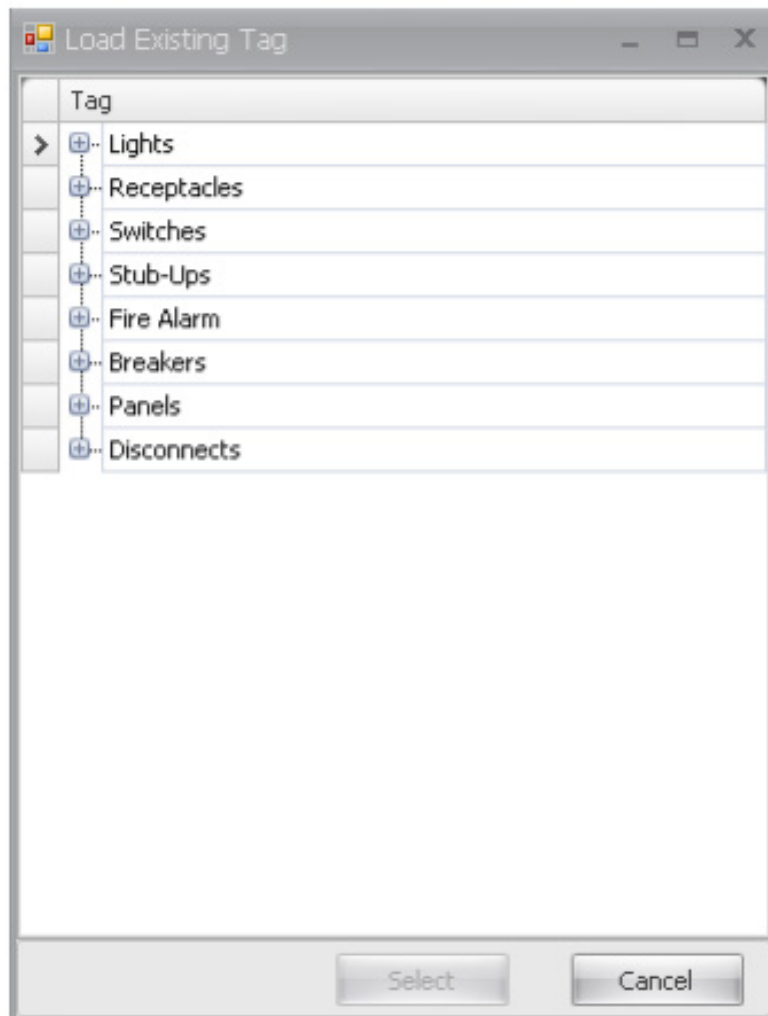 Load Existing Tag
Tag
Lights
Receptacles
Switches
Stub-Ups
Fire Alarm
Breakers
Panels
Disconnects
Select Cancel